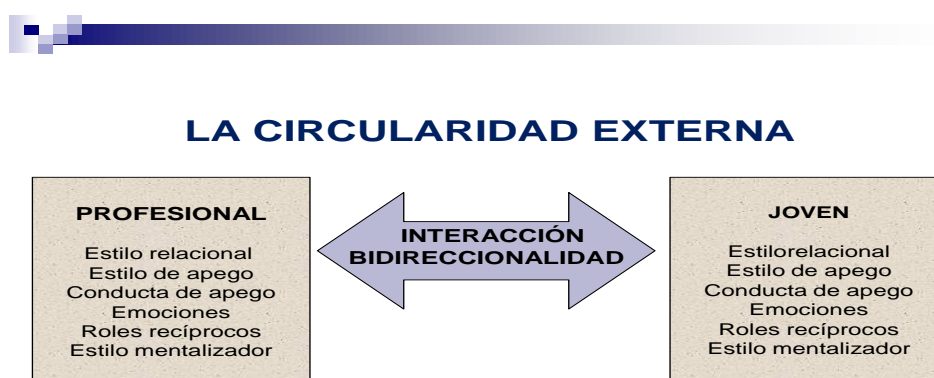 LA CIRCULARIDAD EXTERNA
PROFESIONAL
Estilo relacional
Estilo de apego
Conducta de apego
Emociones
Roles recíprocos
Estilo mentalizador
INTERACCIÓN
BIDIRECCIONALIDAD
JOVEN
Estilorelacional
Estilo de apego
Conducta de apego
Emociones
Roles recíprocos
Estilo mentalizador